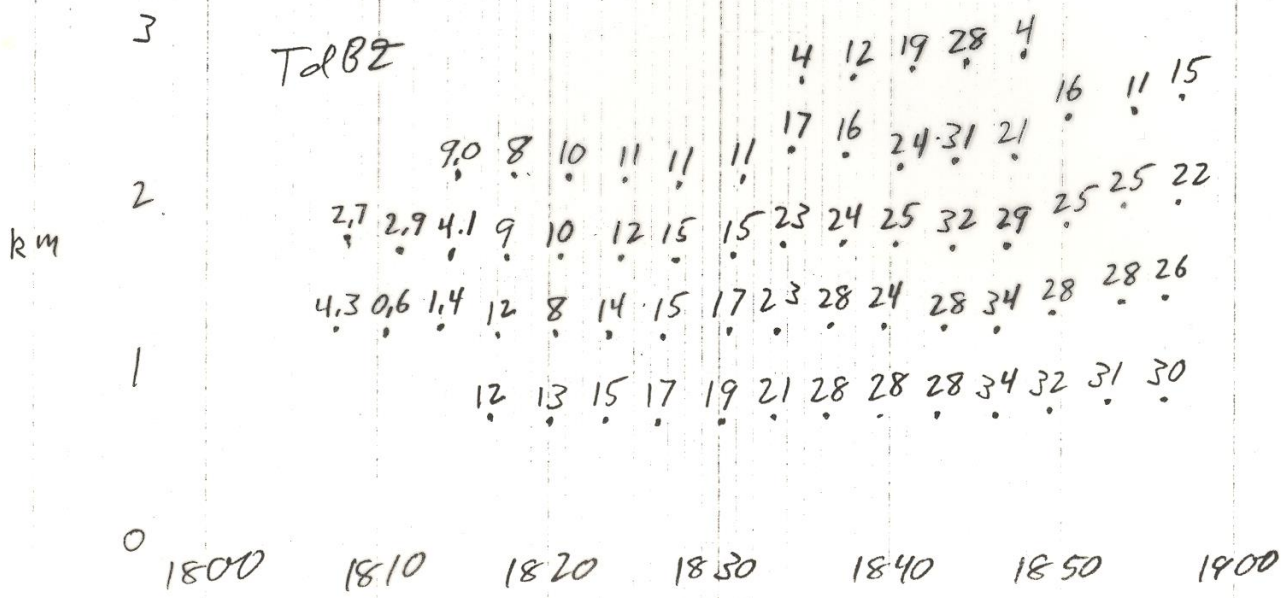 3 TdBZ 4 12 19 28 4
16 11 15
17 16 24 31 21
9,0 8 10 11 11 11
2
2,7 2,9 4.1 9 10 12 15 15 23 24 25 32 29 25 25 22
km
4,3 0,6 1,4 12 8 14 15 17 23 28 24 28 34 28 28 26
1 12 13 15 17 19 21 28 28 28 34 32 31 30
0
1800 1810 1820 1830 1840 1850 1900